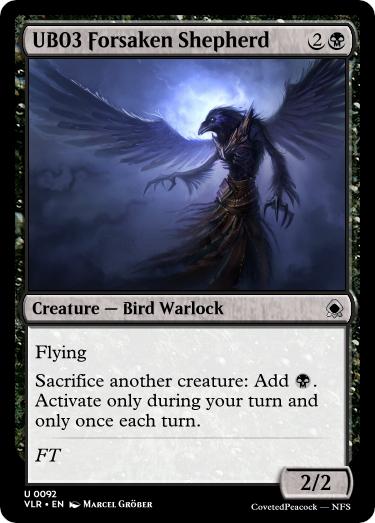 UB03 Forsaken Shepherd 2
Creature — Bird Warlock
Flying
Sacrifice another creature: Add .
Activate only during your turn and
only once each turn.
FT
2/2
U 0092
VLR • EN Marcel Gröber
CovetedPeacock — NFS